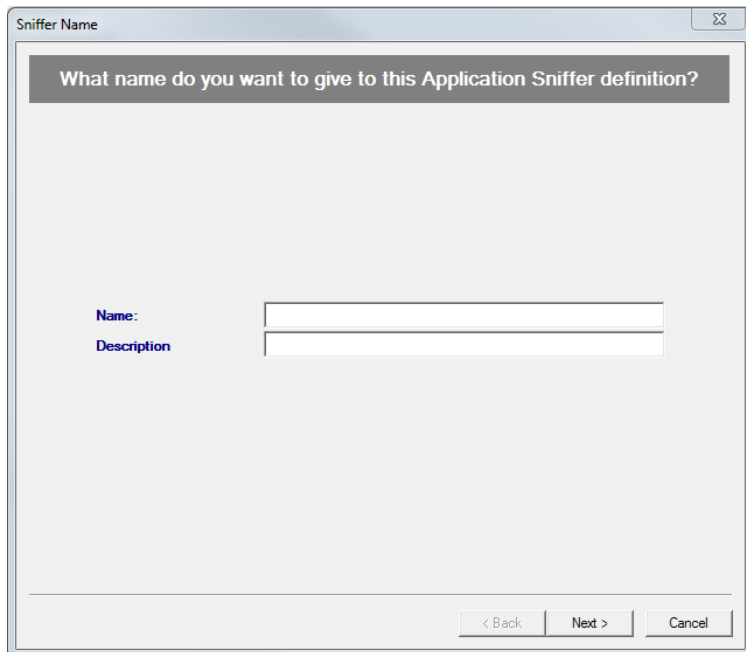 Sniffer Name
What name do you want to give to this Application Sniffer definition?
Name:
Description
< Back
Next >
Cancel